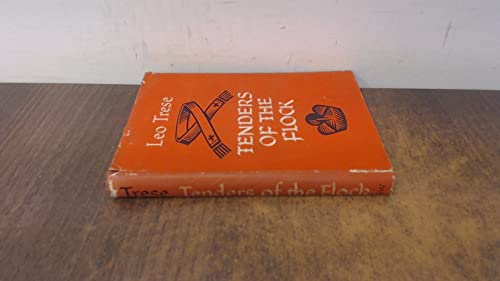 Leo Trese
TENDERS
OF THE
FLOCK
Trese Tenders of the Flock